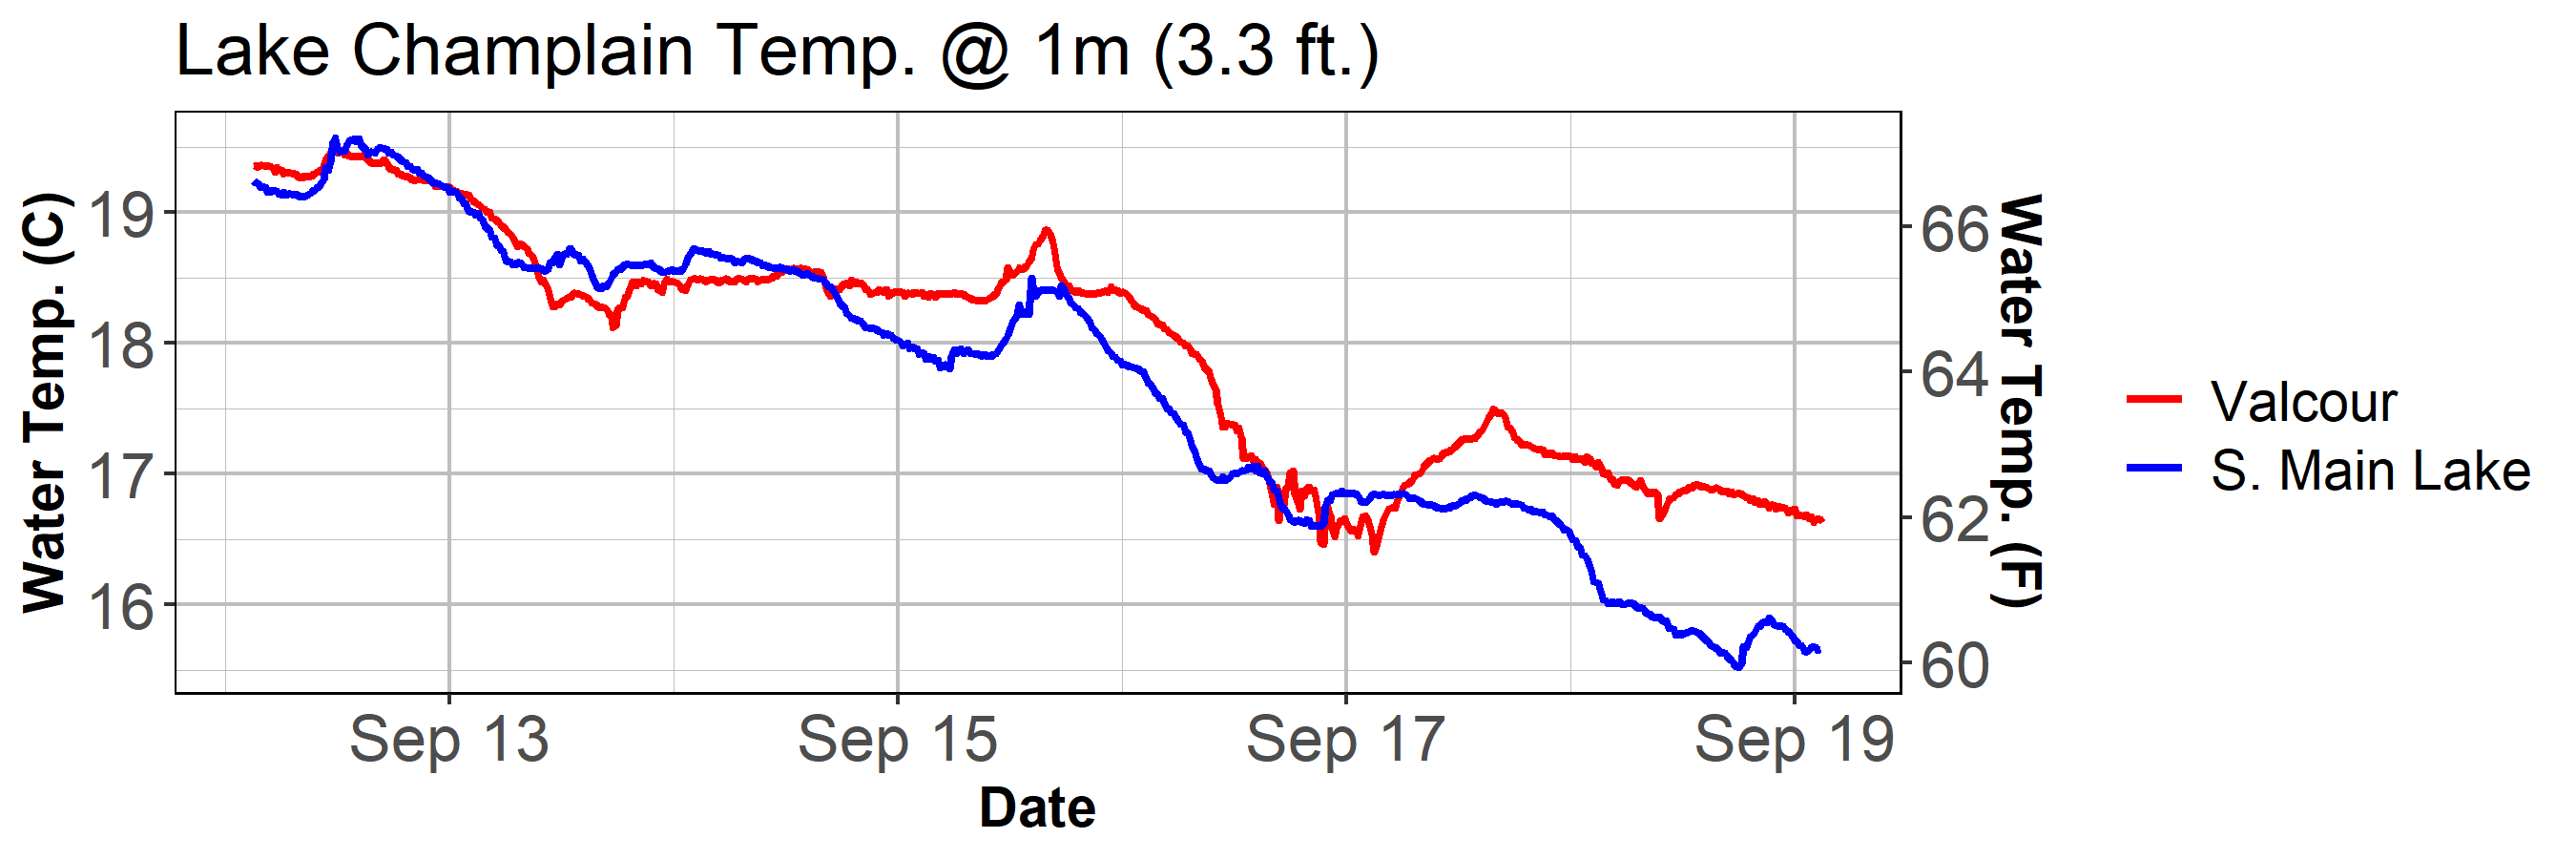 Lake Champlain Temp. @ 1m (3.3 ft.)
Water Temp. (C)
19
18
17
16
66
64
62
60
Water Temp. (F)
Sep 13
Sep 15
Sep 17
Sep 19
Date
Valcour
S. Main Lake